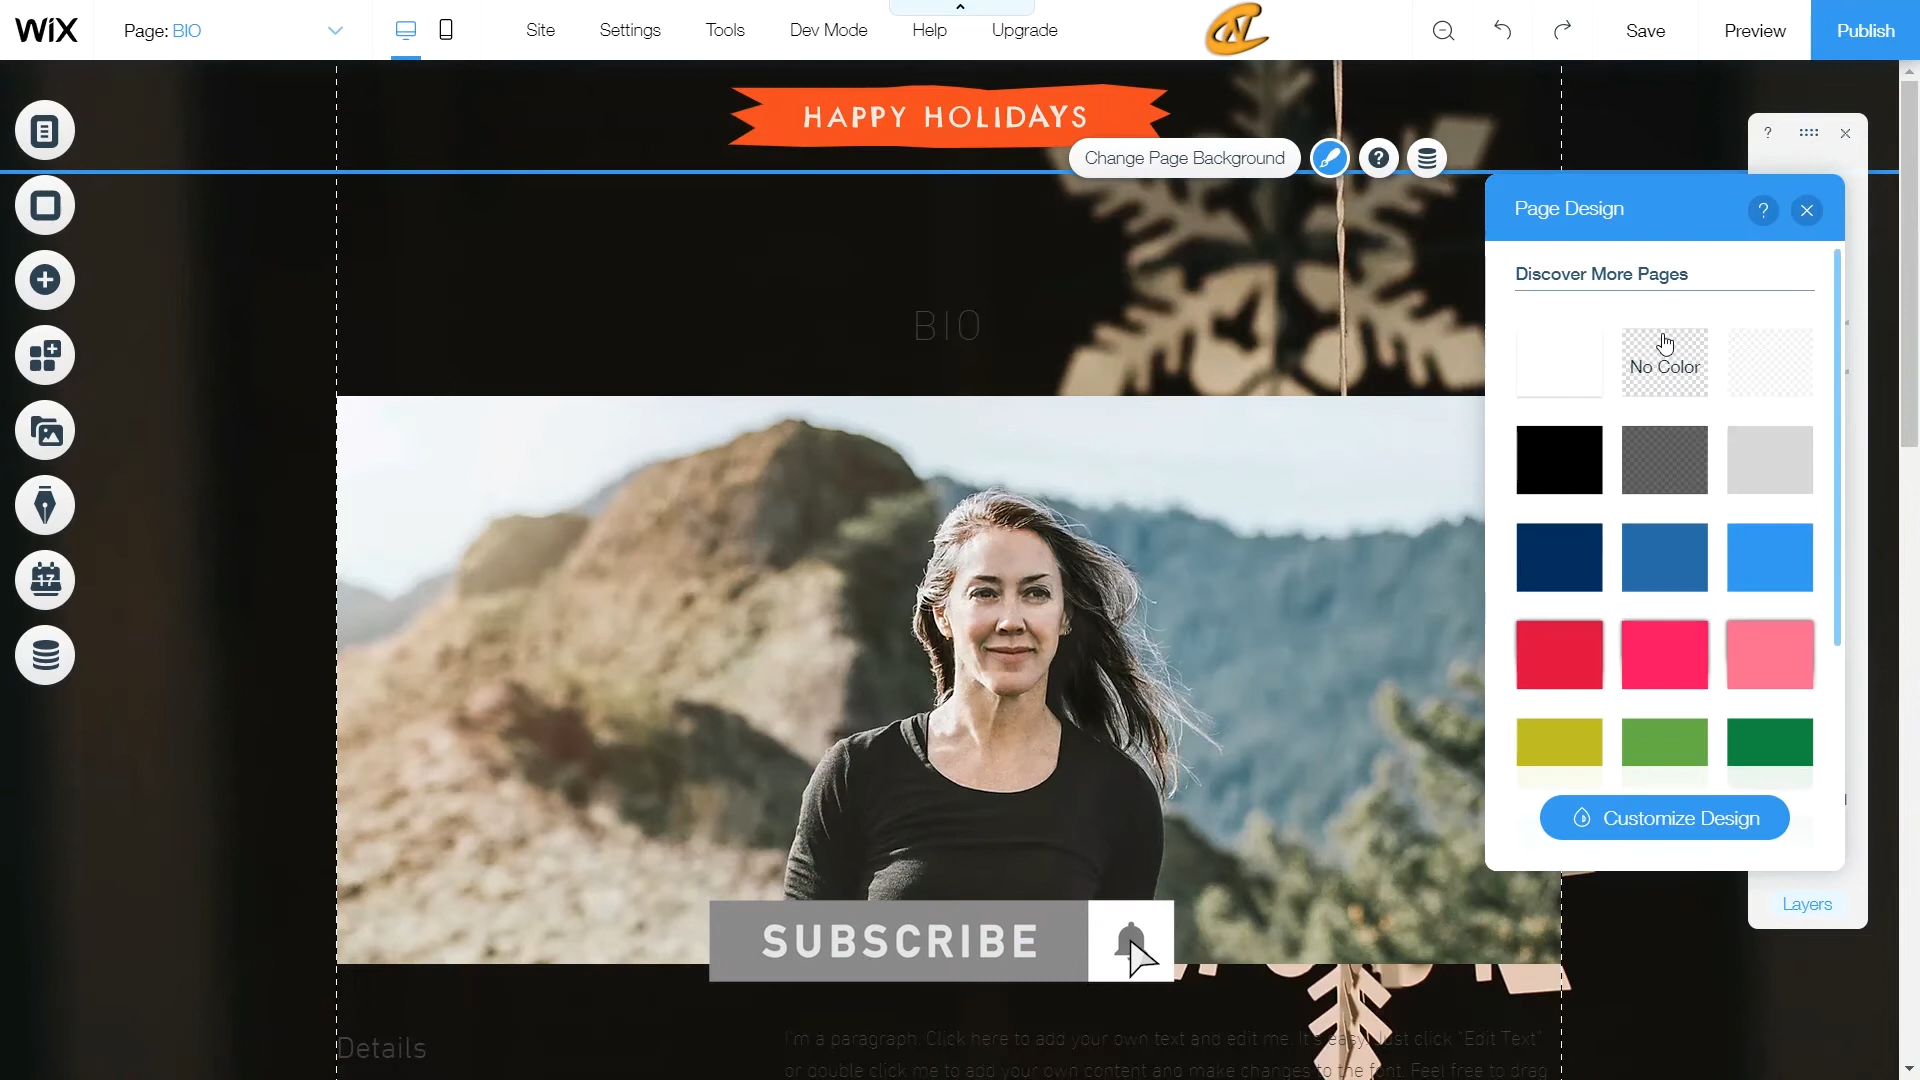 WiX
Page: BIO
Site
Settings
Tools
Dev Mode
Help
Upgrade
Save
Preview
Publish
HAPPY HOLIDAYS
Change Page Background
?
?
Page Design
?
Discover More Pages
BIO
No Color
17
Customize Design
Layers
SUBSCRIBE
Details
I'm a paragraph. Click here to add your own text and edit me. It's easy. Just click "Edit Text"
or double click me to add your own content and make changes to the font. Feel free to drag